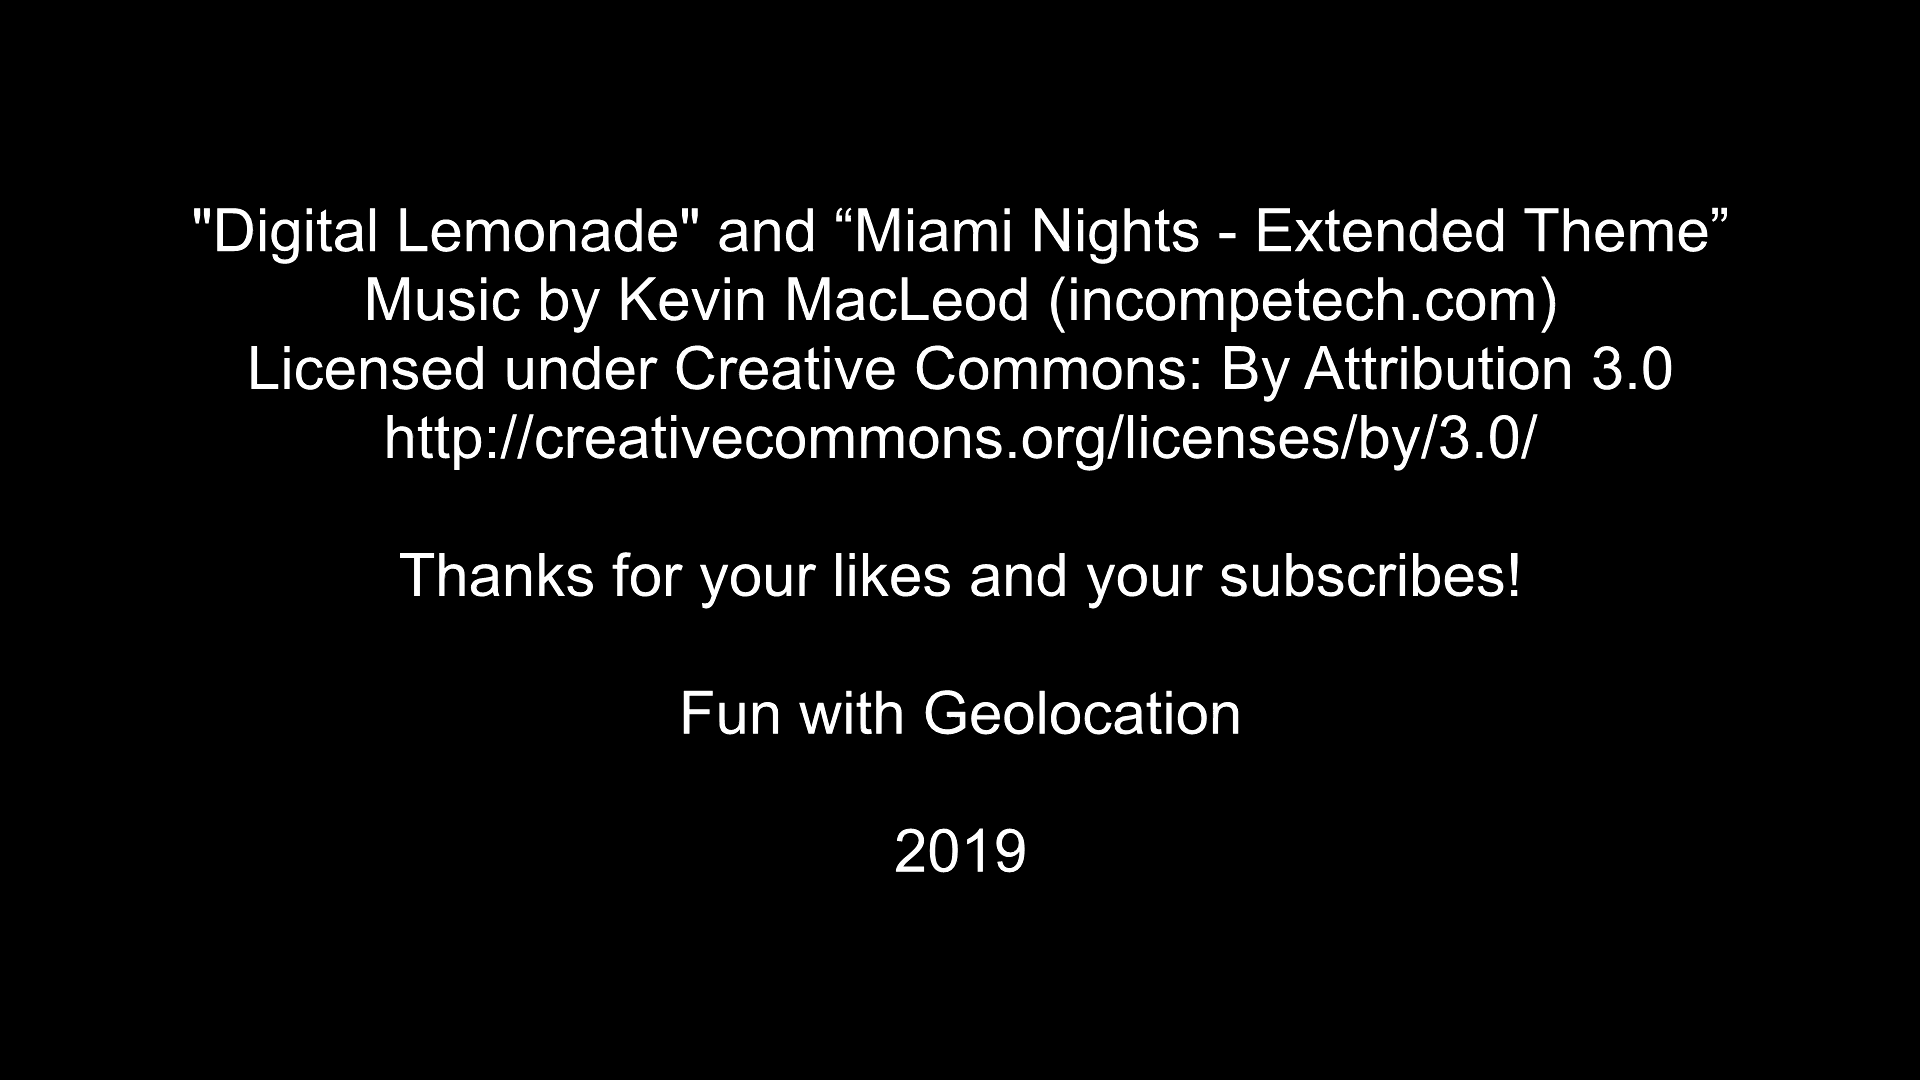 "Digital Lemonade" and “Miami Nights - Extended Theme”
Music by Kevin MacLeod (incompetech.com)
Licensed under Creative Commons: By Attribution 3.0
http://creativecommons.org/licenses/by/3.0/
Thanks for your likes and your subscribes!
Fun with Geolocation
2019